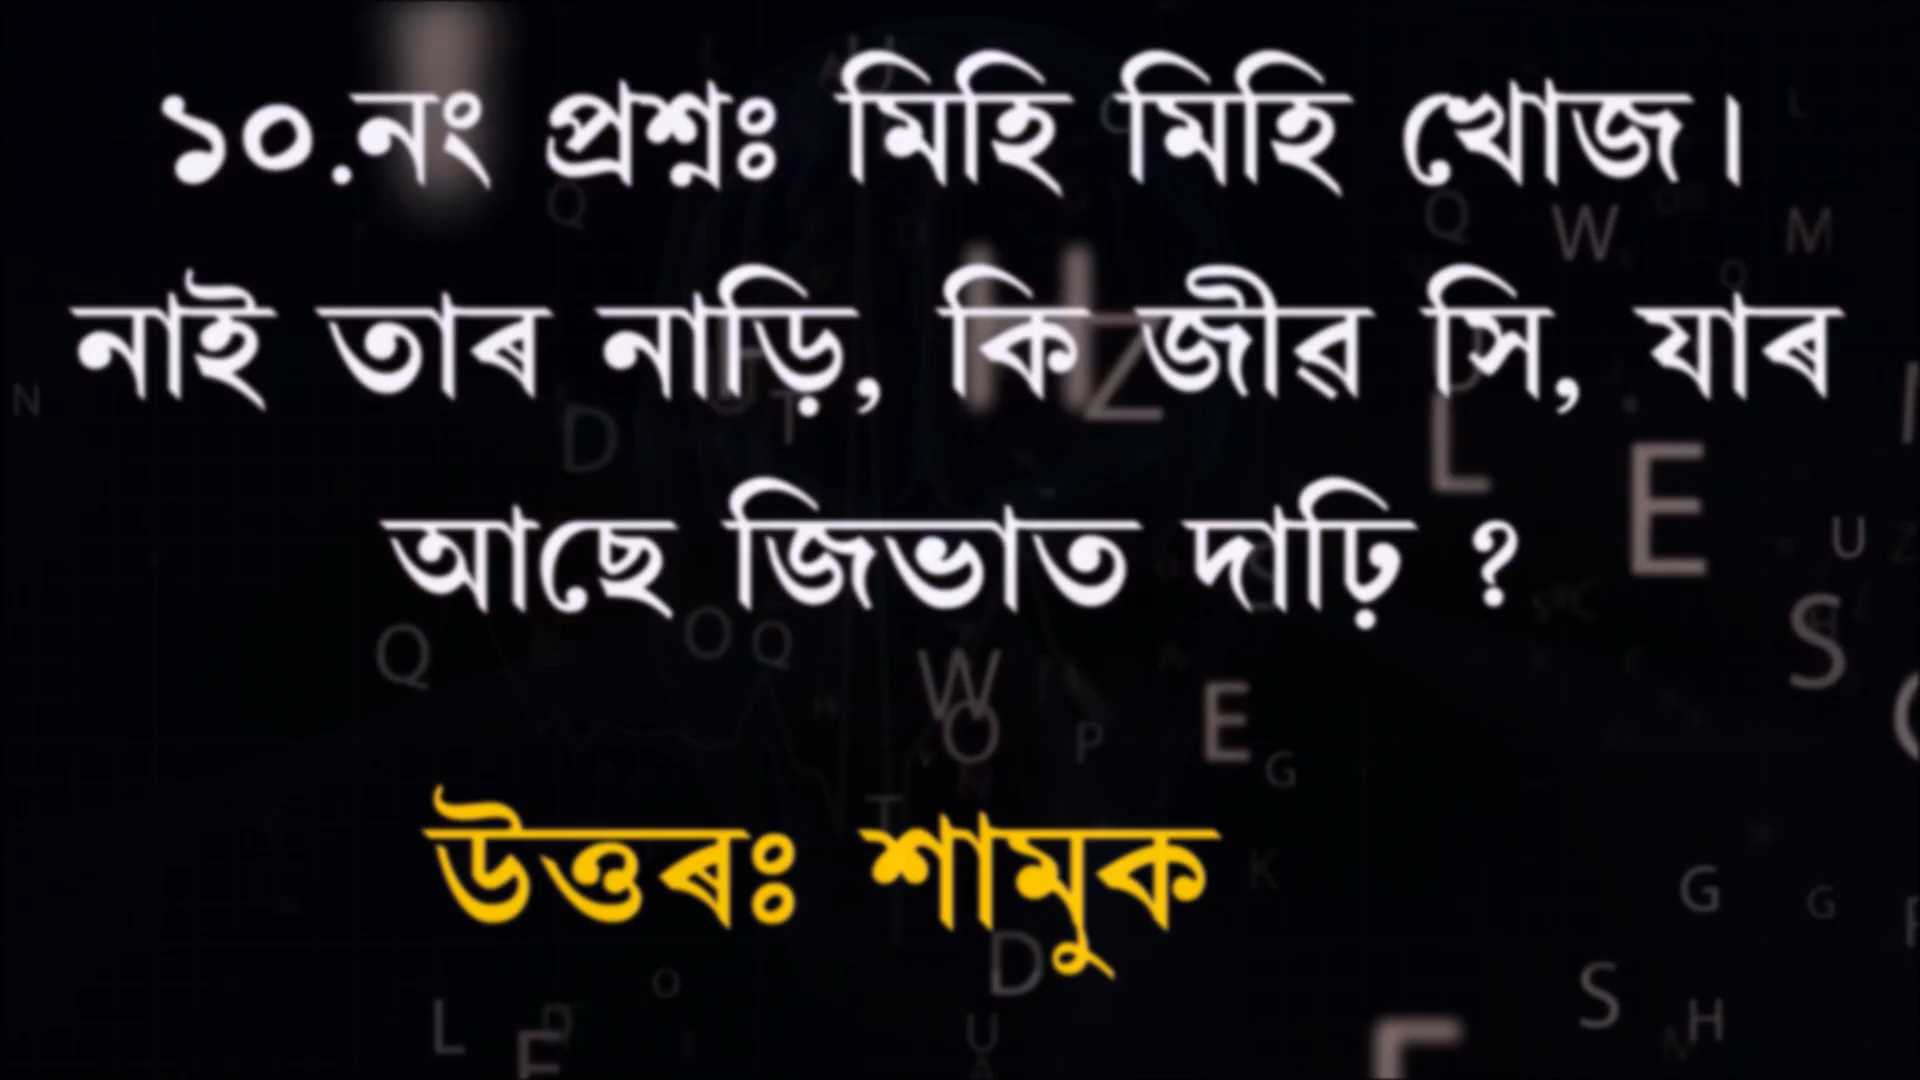 ১০.নং প্ৰশ্নঃ মিহি মিহি খোজ।
নাই তাৰ নাড়ি, কি জীৱ সি, যাৰ
আছে জিভাত দাঢ়ি ?
উত্তৰঃ শামুক